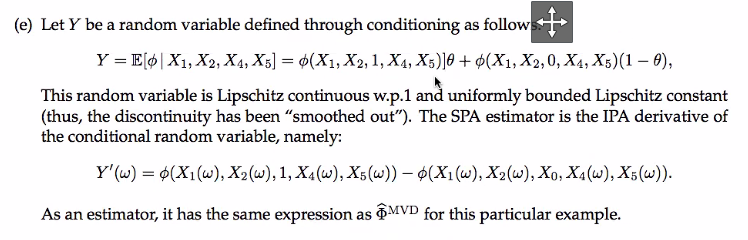 (e) Let Y be a random variable defined through conditioning as follows
Y = 𝔼[ϕ | X₁, X₂, X₄, X₅] = ϕ(X₁, X₂, 1, X₄, X₅)]θ + ϕ(X₁, X₂, 0, X₄, X₅)(1 − θ),
This random variable is Lipschitz continuous w.p.1 and uniformly bounded Lipschitz constant
(thus, the discontinuity has been “smoothed out”). The SPA estimator is the IPA derivative of
the conditional random variable, namely:
Y′(ω) = ϕ(X₁(ω), X₂(ω), 1, X₄(ω), X₅(ω)) − ϕ(X₁(ω), X₂(ω), X₀, X₄(ω), X₅(ω)).
As an estimator, it has the same expression as Φ̂ᴹⱽᴰ for this particular example.